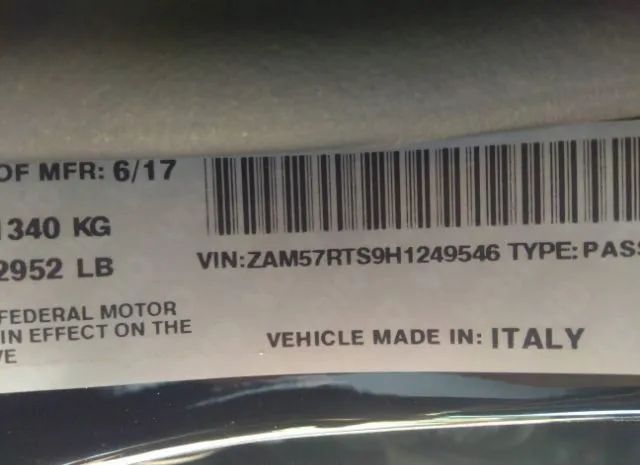 OF MFR: 6/17
1340 KG
2952 LB
VIN:ZAM57RTS9H1249546 TYPE: PASS
FEDERAL MOTOR
IN EFFECT ON THE
VE
VEHICLE MADE IN: ITALY